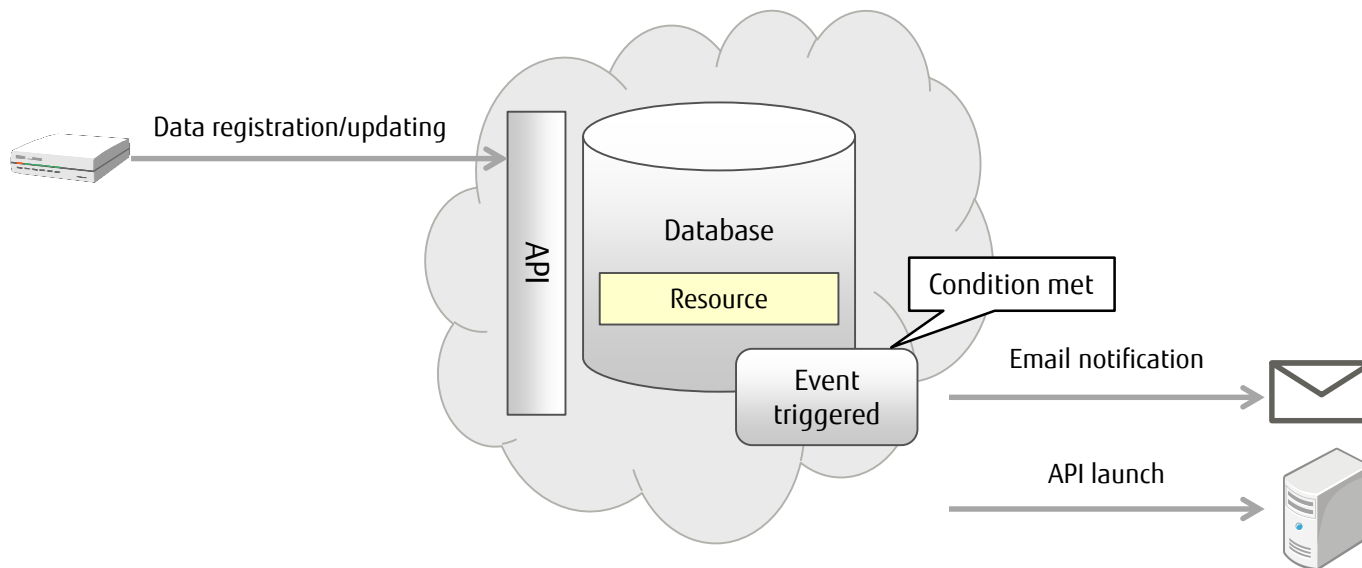 Data registration/updating
API
Database
Resource
Condition met
Event
triggered
Email notification
API launch